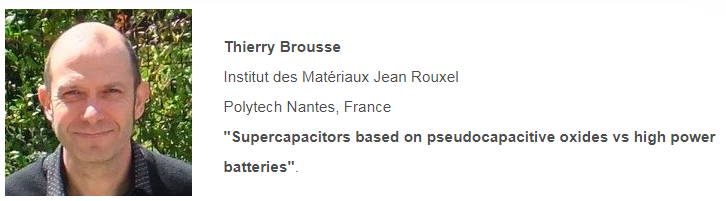 Thierry Brousse
Institut des Matériaux Jean Rouxel
Polytech Nantes, France
"Supercapacitors based on pseudocapacitive oxides vs high power
batteries".